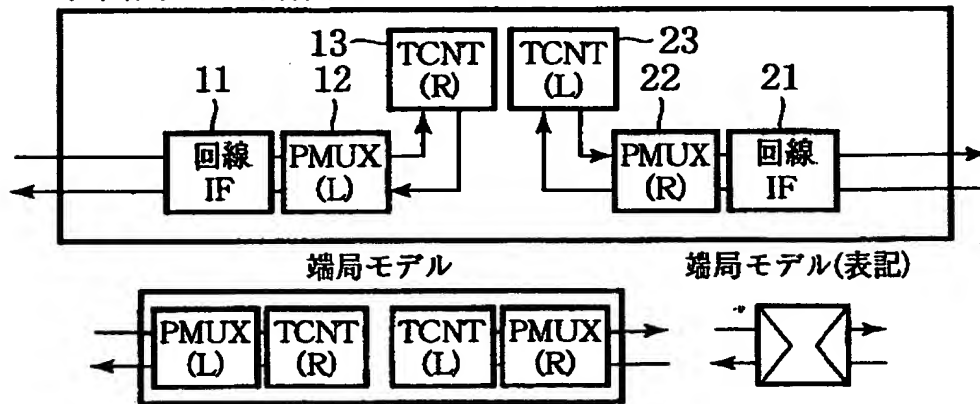 13
TCNT
(R)
TCNT
(L)
23
11
12
22
21
回線
IF
PMUX
(L)
PMUX
(R)
回線
IF
端局モデル
端局モデル(表記)
PMUX
(L)
TCNT
(R)
TCNT
(L)
PMUX
(R)